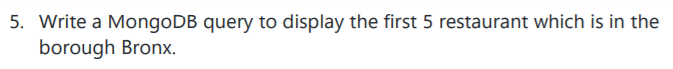 5. Write a MongoDB query to display the first 5 restaurant which is in the
borough Bronx.